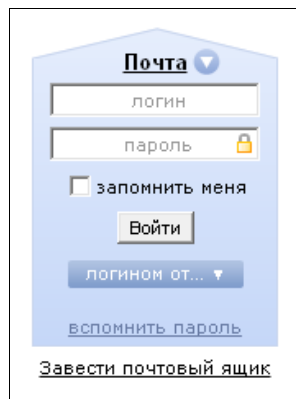 Почта
логин
пароль
запомнить меня
Войти
логином от... ▼
вспомнить пароль
Завести почтовый ящик